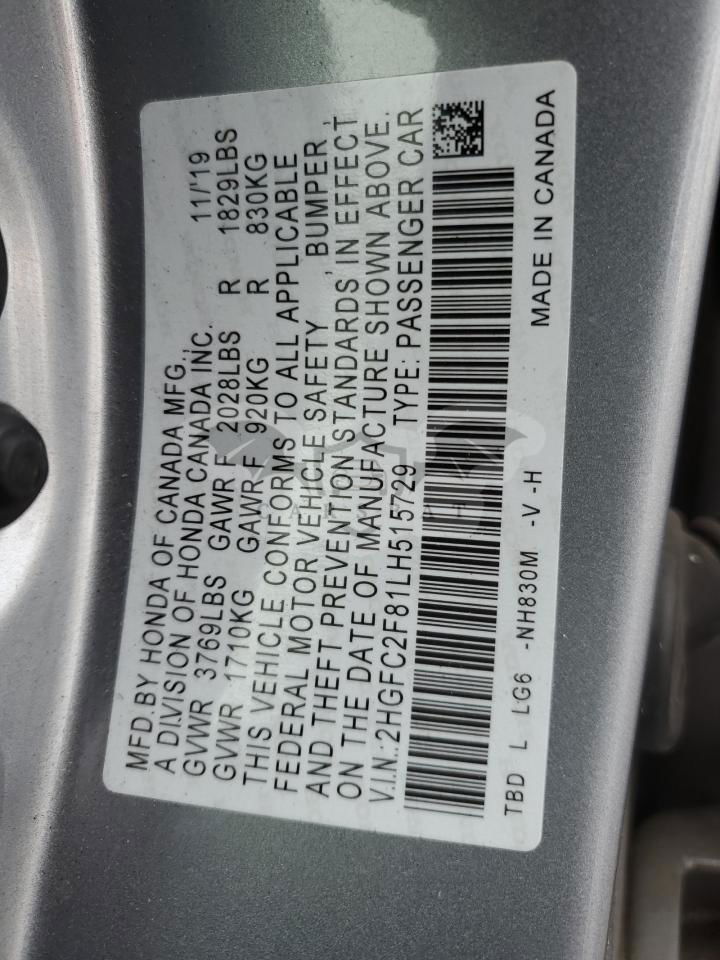 MFD.BY HONDA OF CANADA MFG., 11/'19
A DIVISION OF HONDA CANADA INC.
GVWR 3769LBS GAWR F 2028LBS R 1829LBS
GVWR 1710KG GAWR F 920KG R 830KG
THIS VEHICLE CONFORMS TO ALL APPLICABLE
FEDERAL MOTOR VEHICLE SAFETY, BUMPER,
AND THEFT PREVENTION STANDARDS IN EFFECT
ON THE DATE OF MANUFACTURE SHOWN ABOVE.
V.I.N.:2HGFC2F81LH515729 TYPE: PASSENGER CAR
TBD L LG6 -NH830M -V -H MADE IN CANADA